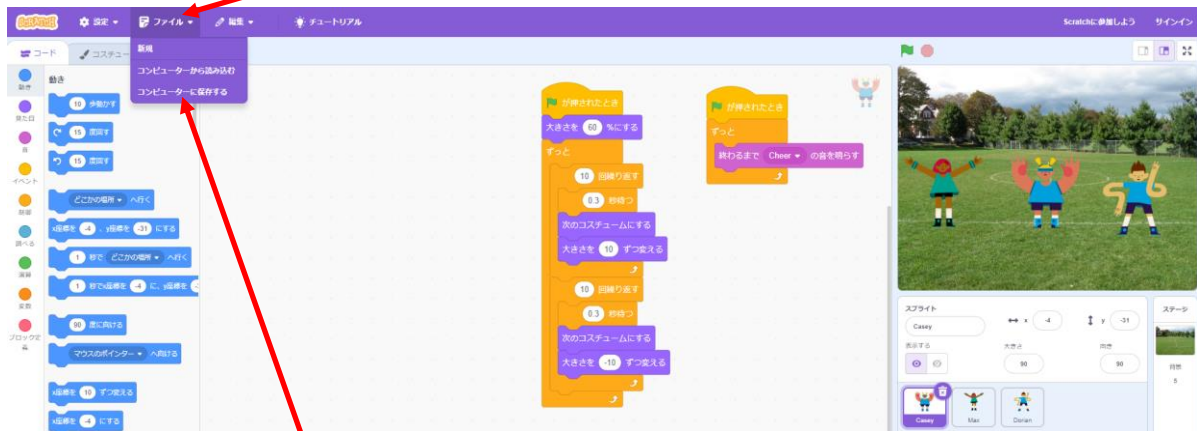 SCRATCH
設定
ファイル
編集
チュートリアル
Scratchに参加しよう
サインイン
新規
コンピューターから読み込む
コンピューターに保存する
コード
コスチュー
動き
見た目
音
イベント
制御
調べる
演算
変数
ブロック定
義
動き
10 歩動かす
15 度回す
15 度回す
どこかの場所 へ行く
x座標を -4 、y座標を -31 にする
1 秒で どこかの場所 へ行く
1 秒でx座標を -4 に、y座標を
90 度に向ける
マウスのポインター へ向ける
x座標を 10 ずつ変える
x座標を -4 にする
が押されたとき
大きさを 60 %にする
ずっと
10 回繰り返す
0.3 秒待つ
次のコスチュームにする
大きさを 10 ずつ変える
10 回繰り返す
0.3 秒待つ
次のコスチュームにする
大きさを -10 ずつ変える
が押されたとき
ずっと
終わるまで Cheer の音を鳴らす
スプライト
Casey
x -4
y -31
表示する
大きさ
90
向き
90
Casey
Max
Dorian
ステージ
背景
5